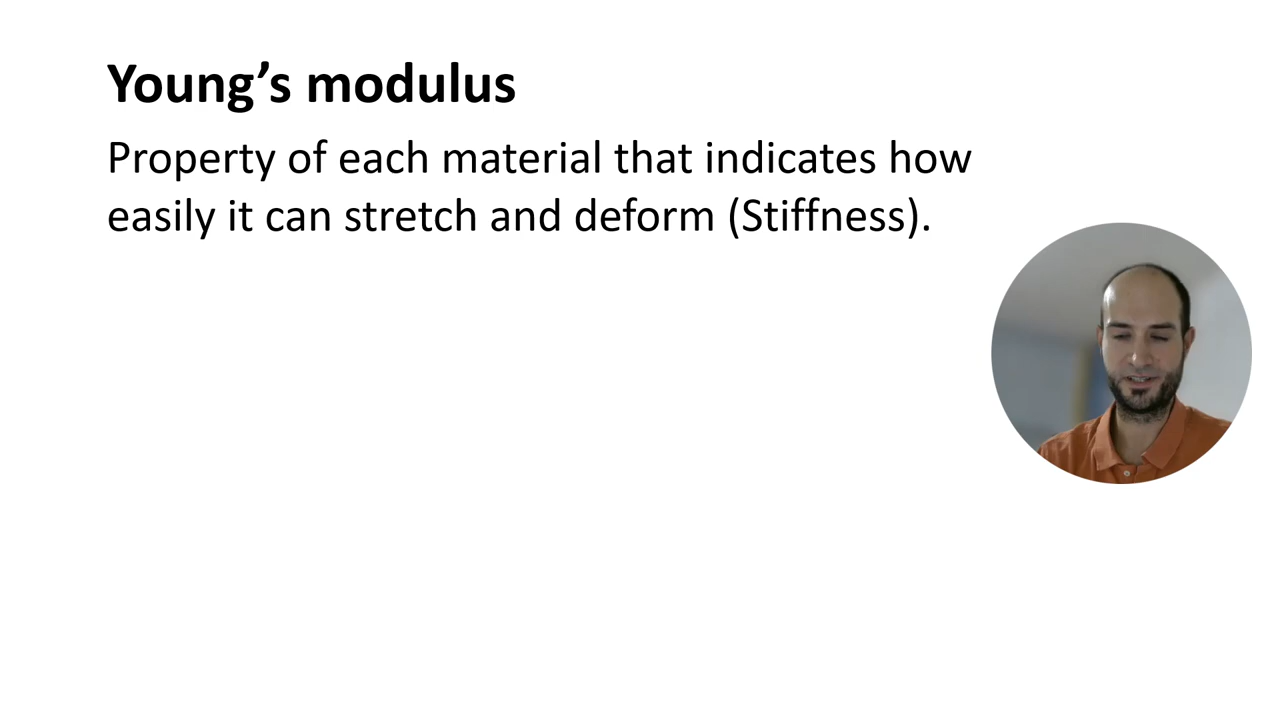 Young’s modulus
Property of each material that indicates how
easily it can stretch and deform (Stiffness).